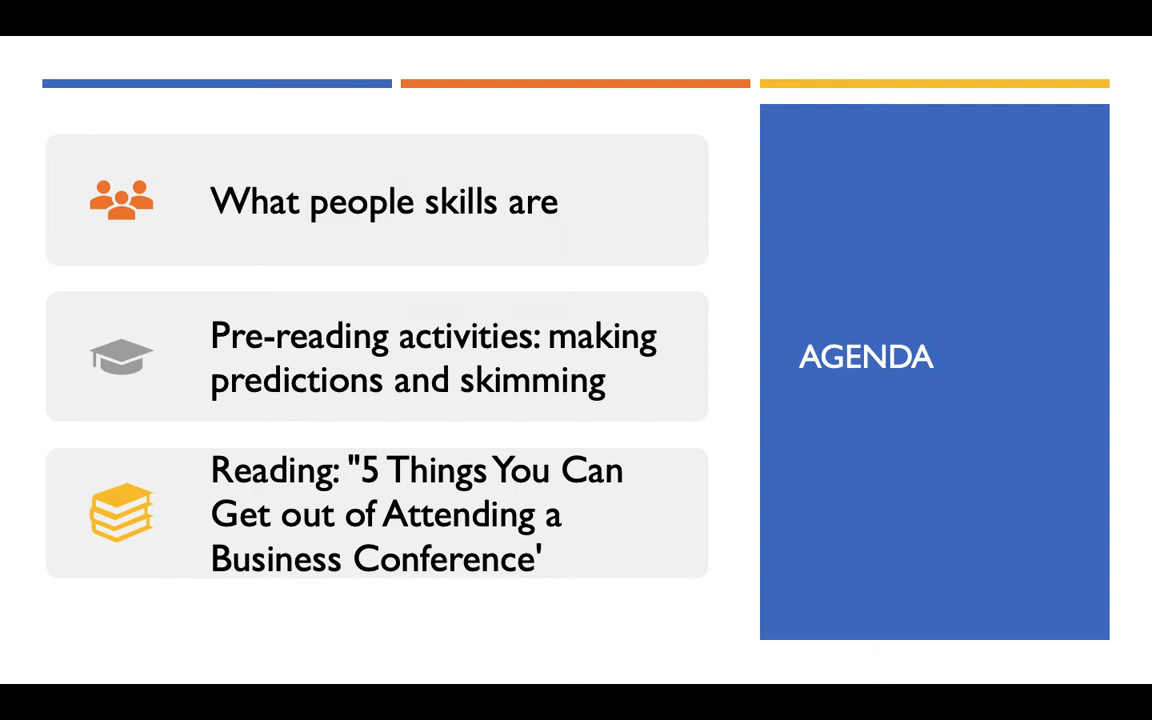 What people skills are
Pre-reading activities: making
predictions and skimming
Reading: "5 Things You Can
Get out of Attending a
Business Conference'
AGENDA